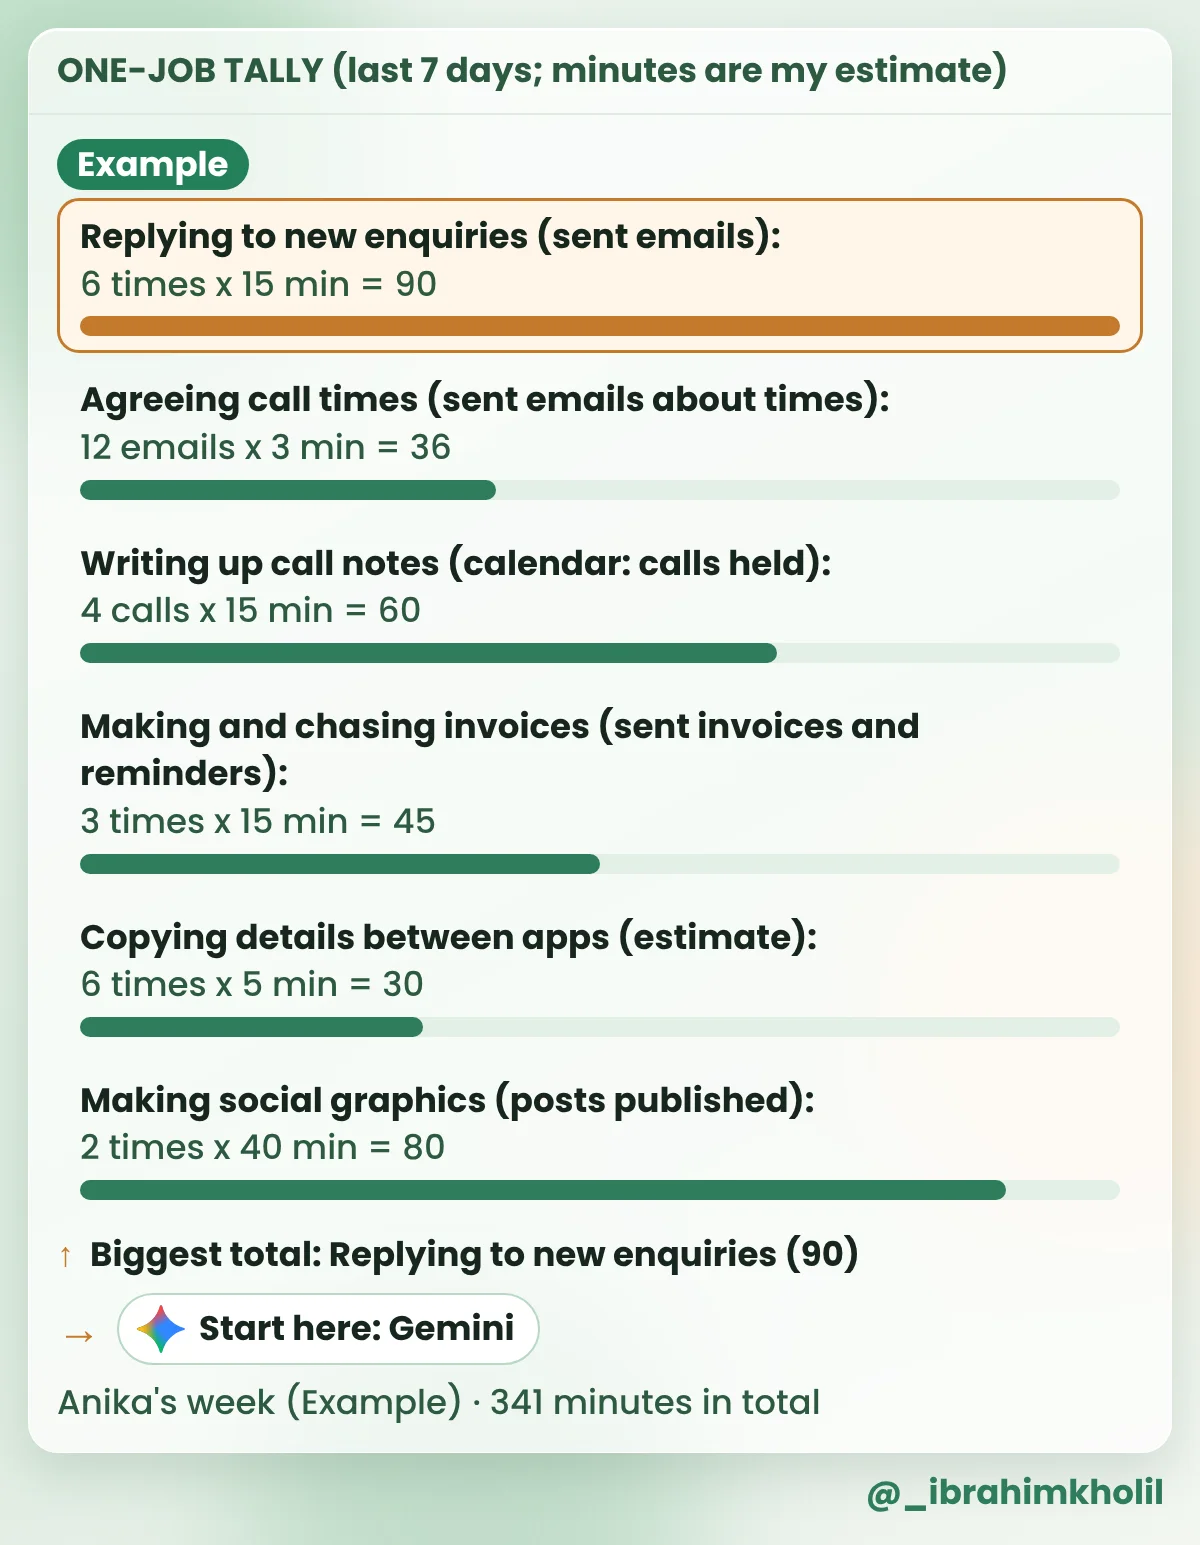 ONE-JOB TALLY (last 7 days; minutes are my estimate)
Example
Replying to new enquiries (sent emails):
6 times x 15 min = 90
Agreeing call times (sent emails about times):
12 emails x 3 min = 36
Writing up call notes (calendar: calls held):
4 calls x 15 min = 60
Making and chasing invoices (sent invoices and
reminders):
3 times x 15 min = 45
Copying details between apps (estimate):
6 times x 5 min = 30
Making social graphics (posts published):
2 times x 40 min = 80
↑ Biggest total: Replying to new enquiries (90)
→ Start here: Gemini
Anika's week (Example) · 341 minutes in total
@_ibrahimkholil